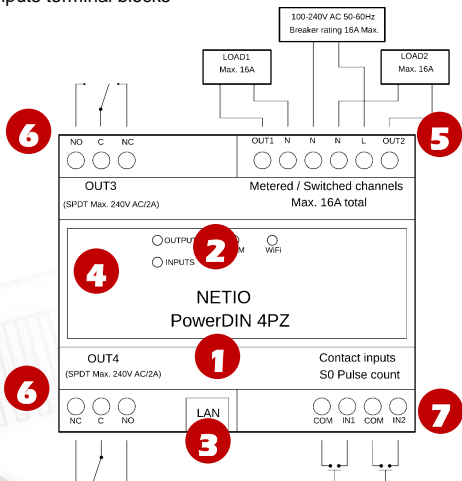 inputs terminal blocks
100-240V AC 50-60Hz
Breaker rating 16A Max.
LOAD1
Max. 16A
LOAD2
Max. 16A
6
NO C NC
OUT1 N N N L OUT2
5
OUT3
(SPDT Max. 240V AC/2A)
Metered / Switched channels
Max. 16A total
2
WiFi
4
INPUTS
NETIO
PowerDIN 4PZ
1
OUT4
(SPDT Max. 240V AC/2A)
Contact inputs
S0 Pulse count
6
NC C NO
LAN
3
COM IN1 COM IN2
7